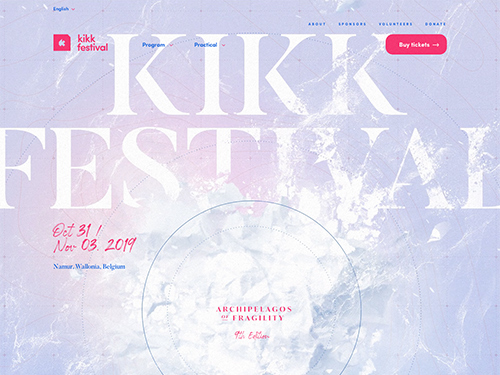 English
ABOUT SPONSORS VOLUNTEERS DONATE
kikk
festival
Program
Practical
Buy tickets →
KIKK
FESTIVAL
Oct 31 /
Nov 03. 2019
Namur, Wallonia, Belgium
ARCHIPELAGOS
OF FRAGILITY
9th Edition